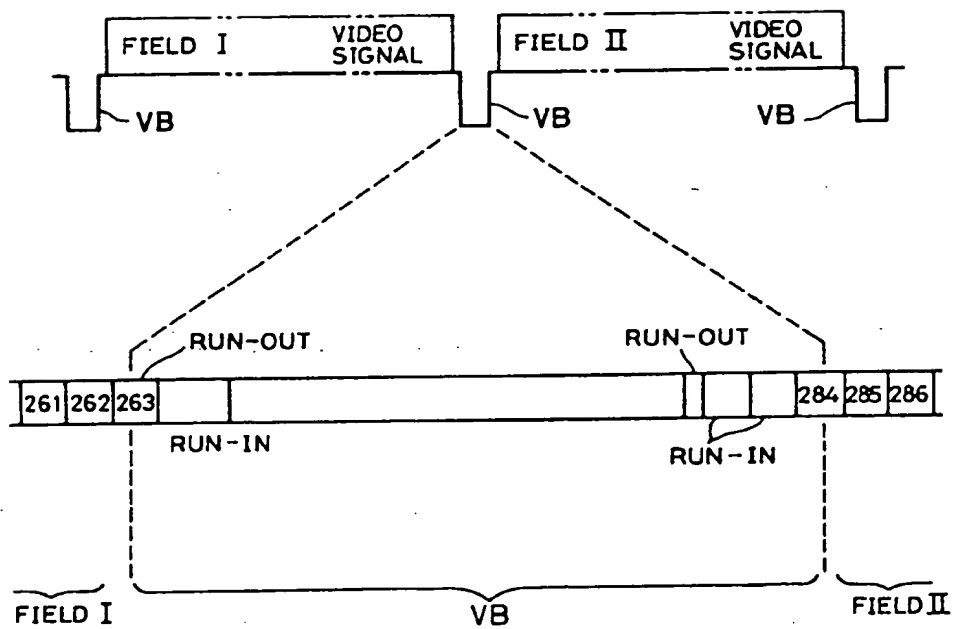 FIELD I VIDEO SIGNAL FIELD II VIDEO SIGNAL
VB VB VB
RUN-OUT RUN-OUT
261 262 263 284 285 286
RUN-IN RUN-IN
FIELD I VB FIELD II